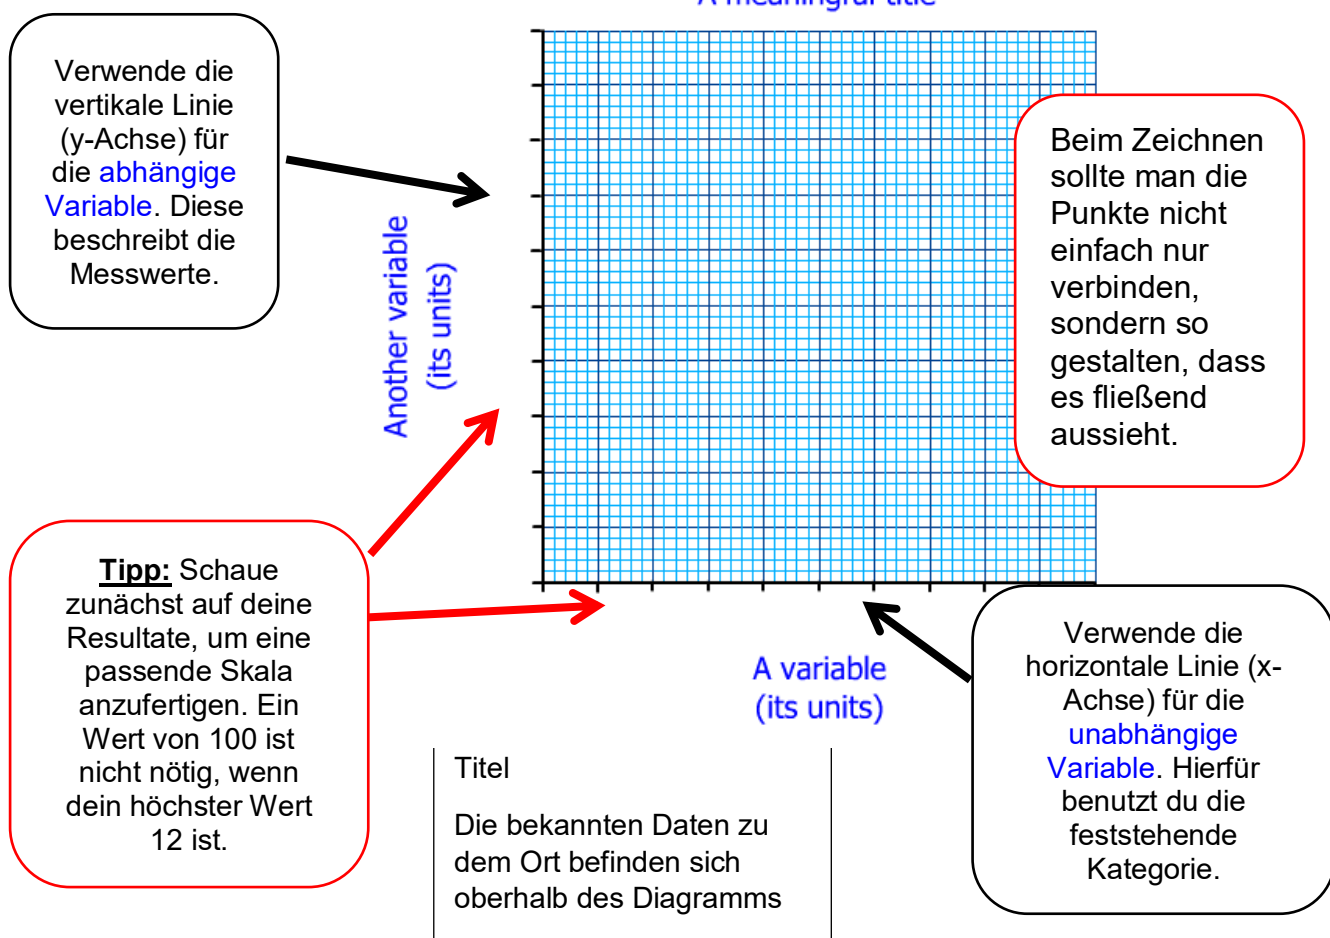 A meaningful title
Verwende die
vertikale Linie
(y-Achse) für
die abhängige
Variable. Diese
beschreibt die
Messwerte.
Another variable
(its units)
Beim Zeichnen
sollte man die
Punkte nicht
einfach nur
verbinden,
sondern so
gestalten, dass
es fließend
aussieht.
Tipp: Schaue
zunächst auf deine
Resultate, um eine
passende Skala
anzufertigen. Ein
Wert von 100 ist
nicht nötig, wenn
dein höchster Wert
12 ist.
A variable
(its units)
Verwende die
horizontale Linie (x-
Achse) für die
unabhängige
Variable. Hierfür
benutzt du die
feststehende
Kategorie.
Titel
Die bekannten Daten zu
dem Ort befinden sich
oberhalb des Diagramms